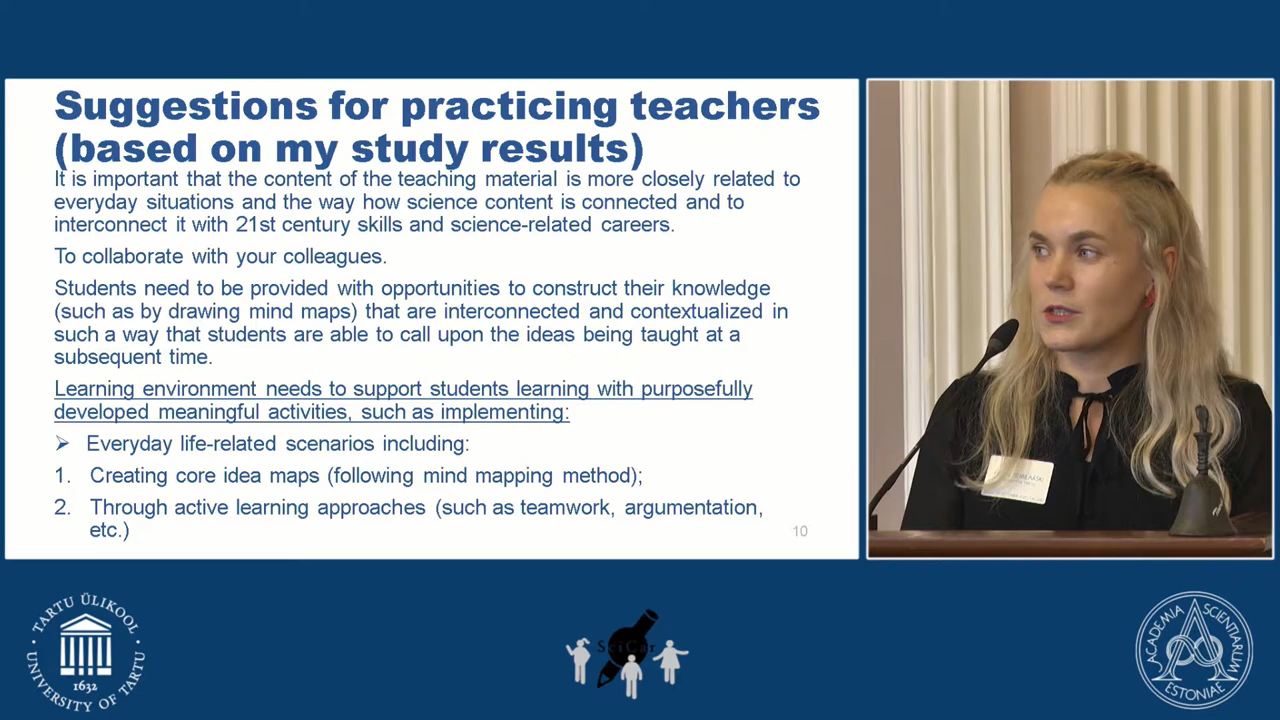 Suggestions for practicing teachers
(based on my study results)
It is important that the content of the teaching material is more closely related to
everyday situations and the way how science content is connected and to
interconnect it with 21st century skills and science-related careers.
To collaborate with your colleagues.
Students need to be provided with opportunities to construct their knowledge
(such as by drawing mind maps) that are interconnected and contextualized in
such a way that students are able to call upon the ideas being taught at a
subsequent time.
Learning environment needs to support students learning with purposefully
developed meaningful activities, such as implementing:
➢ Everyday life-related scenarios including:
1. Creating core idea maps (following mind mapping method);
2. Through active learning approaches (such as teamwork, argumentation,
etc.)
10
TARTU ÜLIKOOL
1632
UNIVERSITY OF TARTU
SciCar
ACADEMIA SCIENTIARUM
ESTONIAE